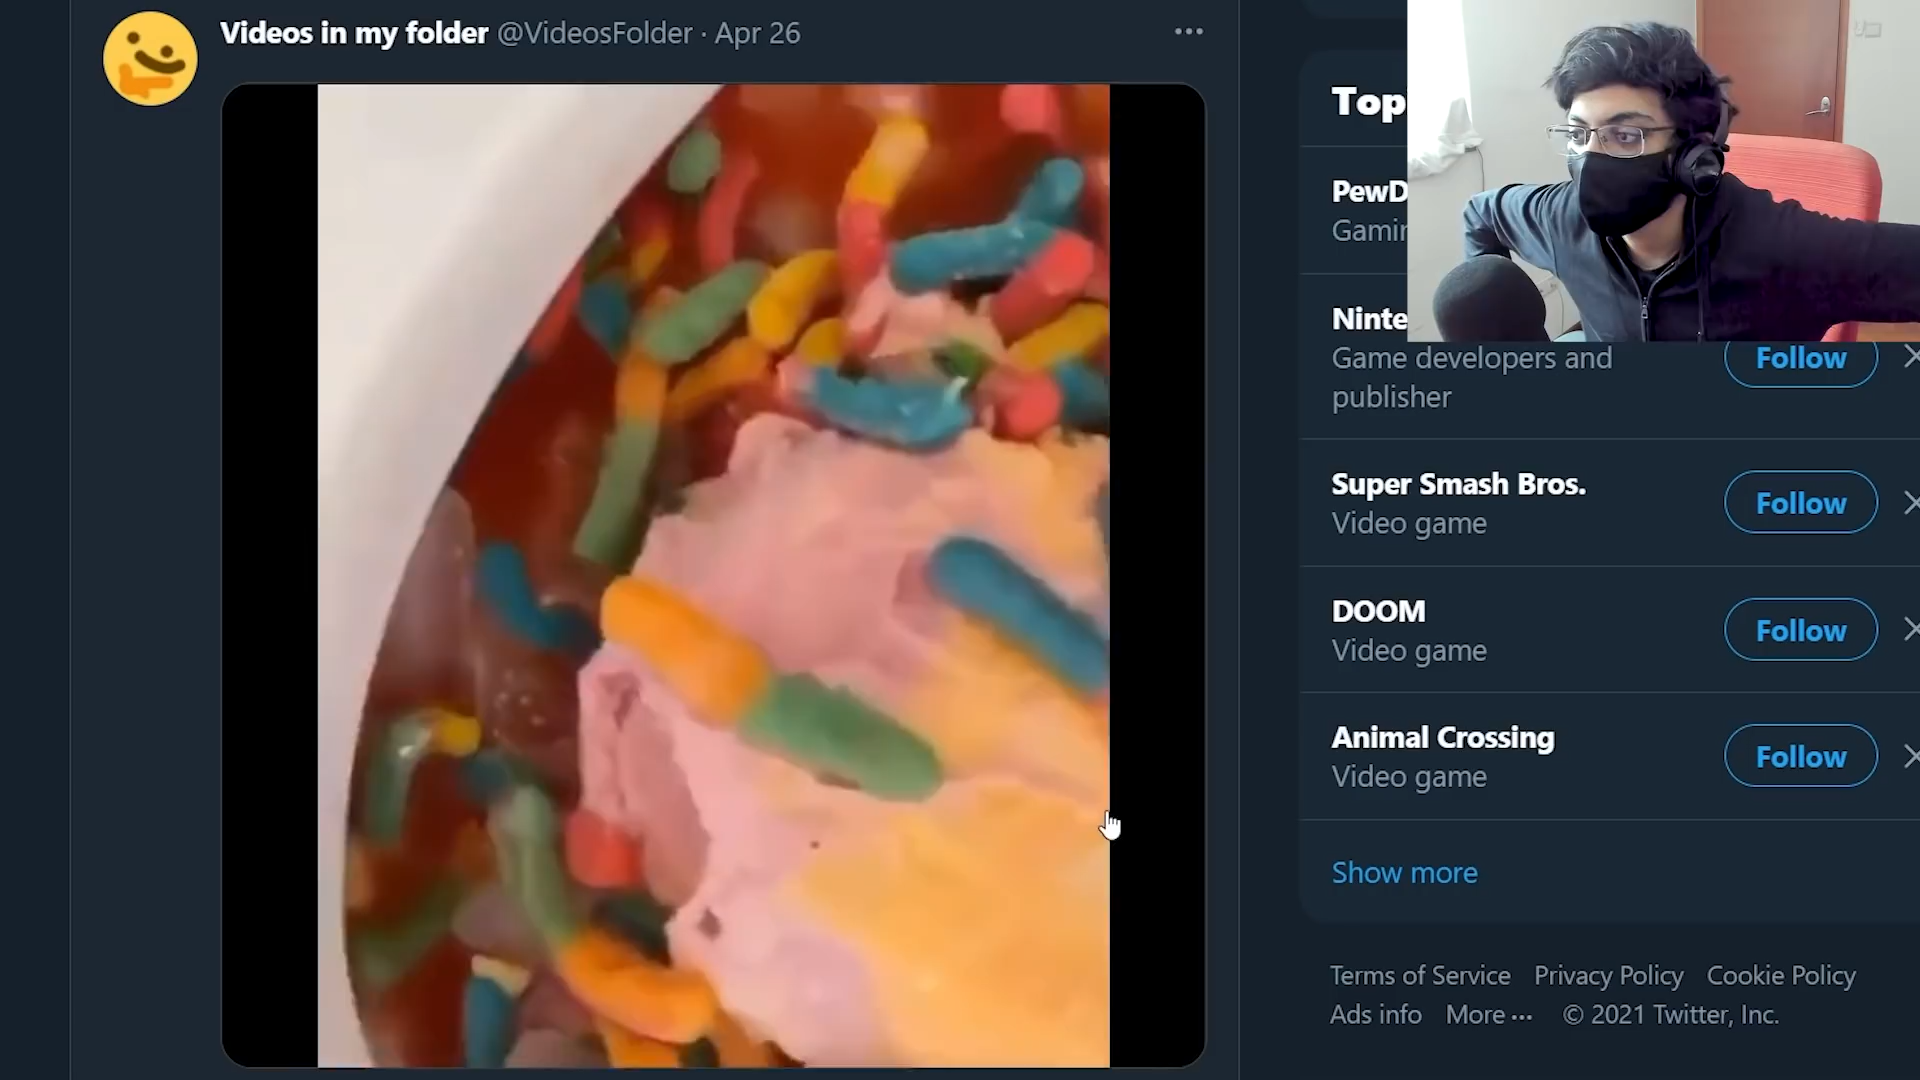 Videos in my folder @VideosFolder · Apr 26
Top
PewD
Gamin
Ninte
Game developers and
publisher
Follow
Super Smash Bros.
Video game
Follow
DOOM
Video game
Follow
Animal Crossing
Video game
Follow
Show more
Terms of Service Privacy Policy Cookie Policy
Ads info More ··· © 2021 Twitter, Inc.